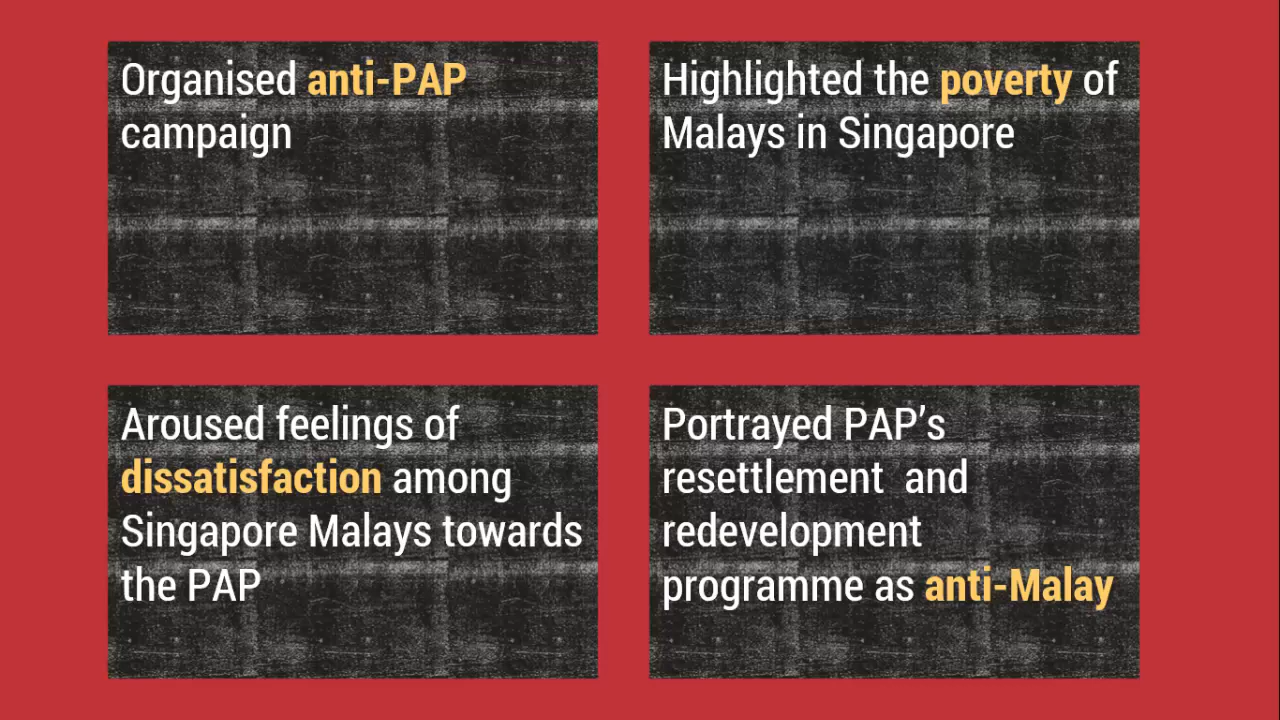 Organised anti-PAP
campaign
Highlighted the poverty of
Malays in Singapore
Aroused feelings of
dissatisfaction among
Singapore Malays towards
the PAP
Portrayed PAP’s
resettlement  and
redevelopment
programme as anti-Malay